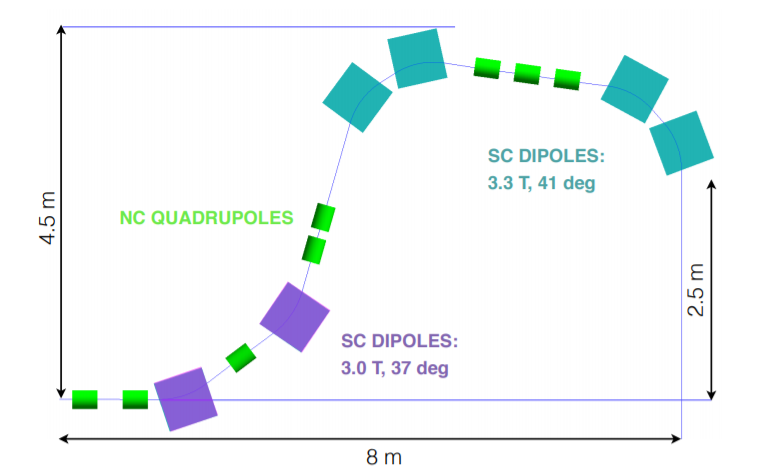 SC DIPOLES:
3.3 T, 41 deg
4.5 m
NC QUADRUPOLES
2.5 m
SC DIPOLES:
3.0 T, 37 deg
8 m